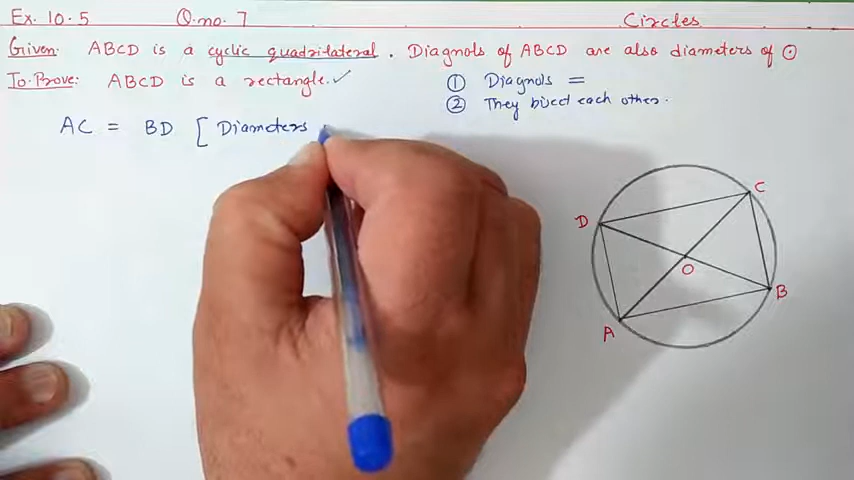 Ex. 10.5 Q.no. 7 Circles
Given: ABCD is a cyclic quadrilateral. Diagnols of ABCD are also diameters of ⊙
To Prove: ABCD is a rectangle. ✓ ① Diagnols =
② They bisect each other.
AC = BD [ Diameters
C
D
O
B
A